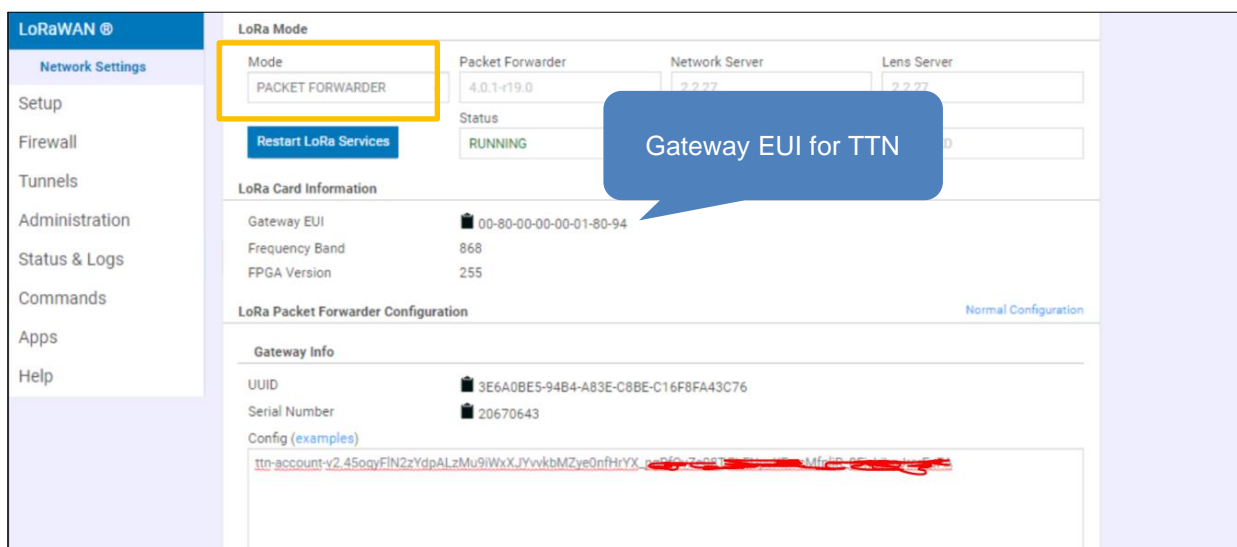 LoRaWAN ®
Network Settings
Setup
Firewall
Tunnels
Administration
Status & Logs
Commands
Apps
Help
LoRa Mode
Mode Packet Forwarder Network Server Lens Server
PACKET FORWARDER 4.0.1-r19.0 2.2.27 2.2.27
Status
Restart LoRa Services RUNNING
Gateway EUI for TTN
LoRa Card Information
Gateway EUI 00-80-00-00-00-01-80-94
Frequency Band 868
FPGA Version 255
LoRa Packet Forwarder Configuration Normal Configuration
Gateway Info
UUID 3E6A0BE5-94B4-A83E-C8BE-C16F8FA43C76
Serial Number 20670643
Config (examples)